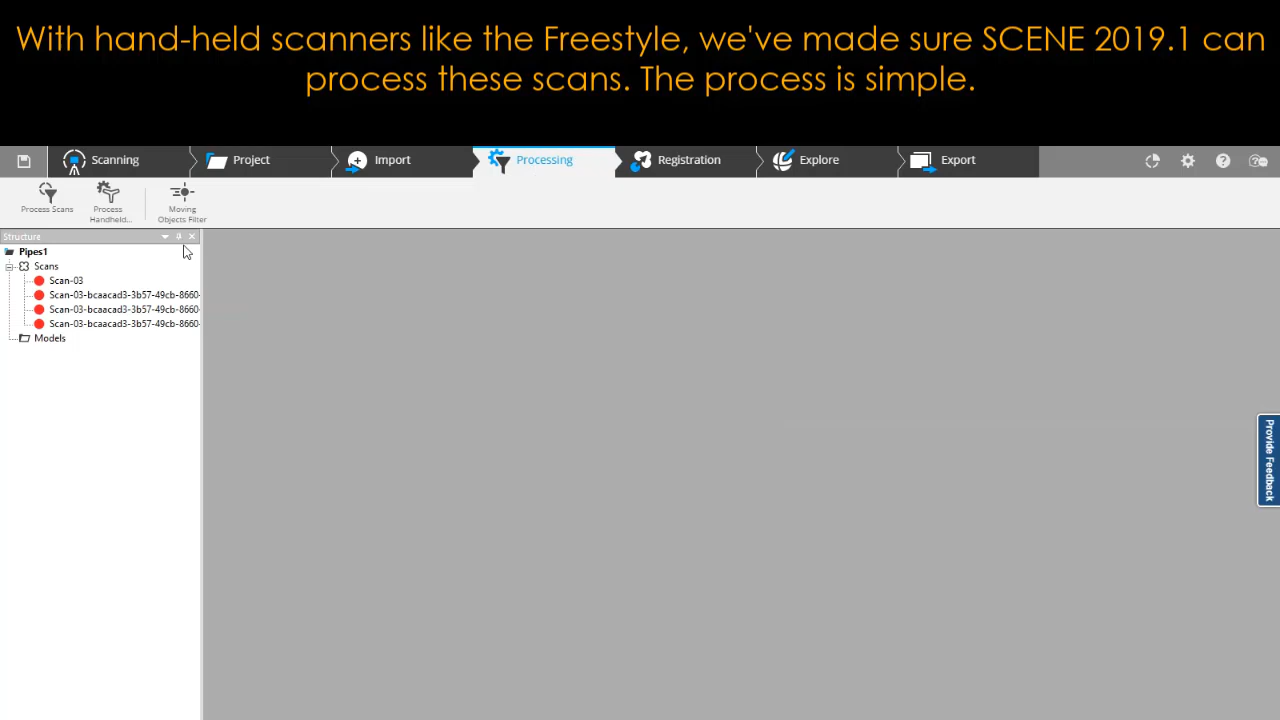 With hand-held scanners like the Freestyle, we've made sure SCENE 2019.1 can
process these scans. The process is simple.
Scanning
Project
Import
Processing
Registration
Explore
Export
Process Scans
Process
Handheld...
Moving
Objects Filter
Structure
Pipes1
Scans
Scan-03
Scan-03-bcaacad3-3b57-49cb-8660-
Scan-03-bcaacad3-3b57-49cb-8660-
Scan-03-bcaacad3-3b57-49cb-8660-
Models
Provide Feedback